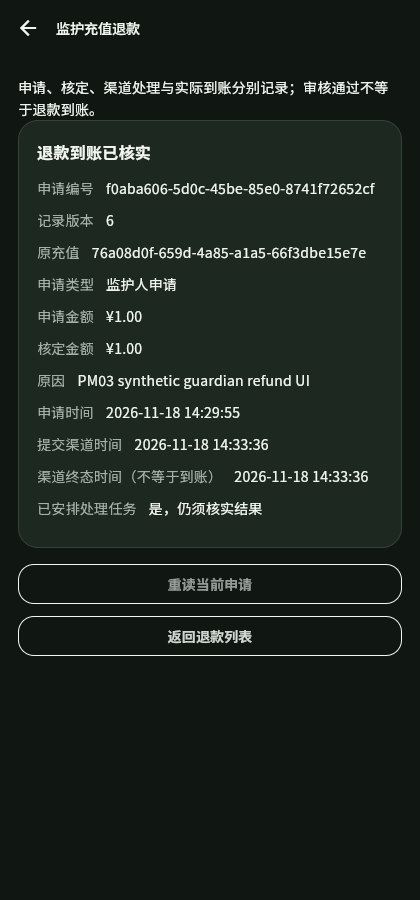 监护充值退款
申请、核定、渠道处理与实际到账分别记录；审核通过不等
于退款到账。
退款到账已核实
申请编号 f0aba606-5d0c-45be-85e0-8741f72652cf
记录版本 6
原充值 76a08d0f-659d-4a85-a1a5-66f3dbe15e7e
申请类型 监护人申请
申请金额 ¥1.00
核定金额 ¥1.00
原因 PM03 synthetic guardian refund UI
申请时间 2026-11-18 14:29:55
提交渠道时间 2026-11-18 14:33:36
渠道终态时间（不等于到账） 2026-11-18 14:33:36
已安排处理任务 是，仍须核实结果
重读当前申请
返回退款列表